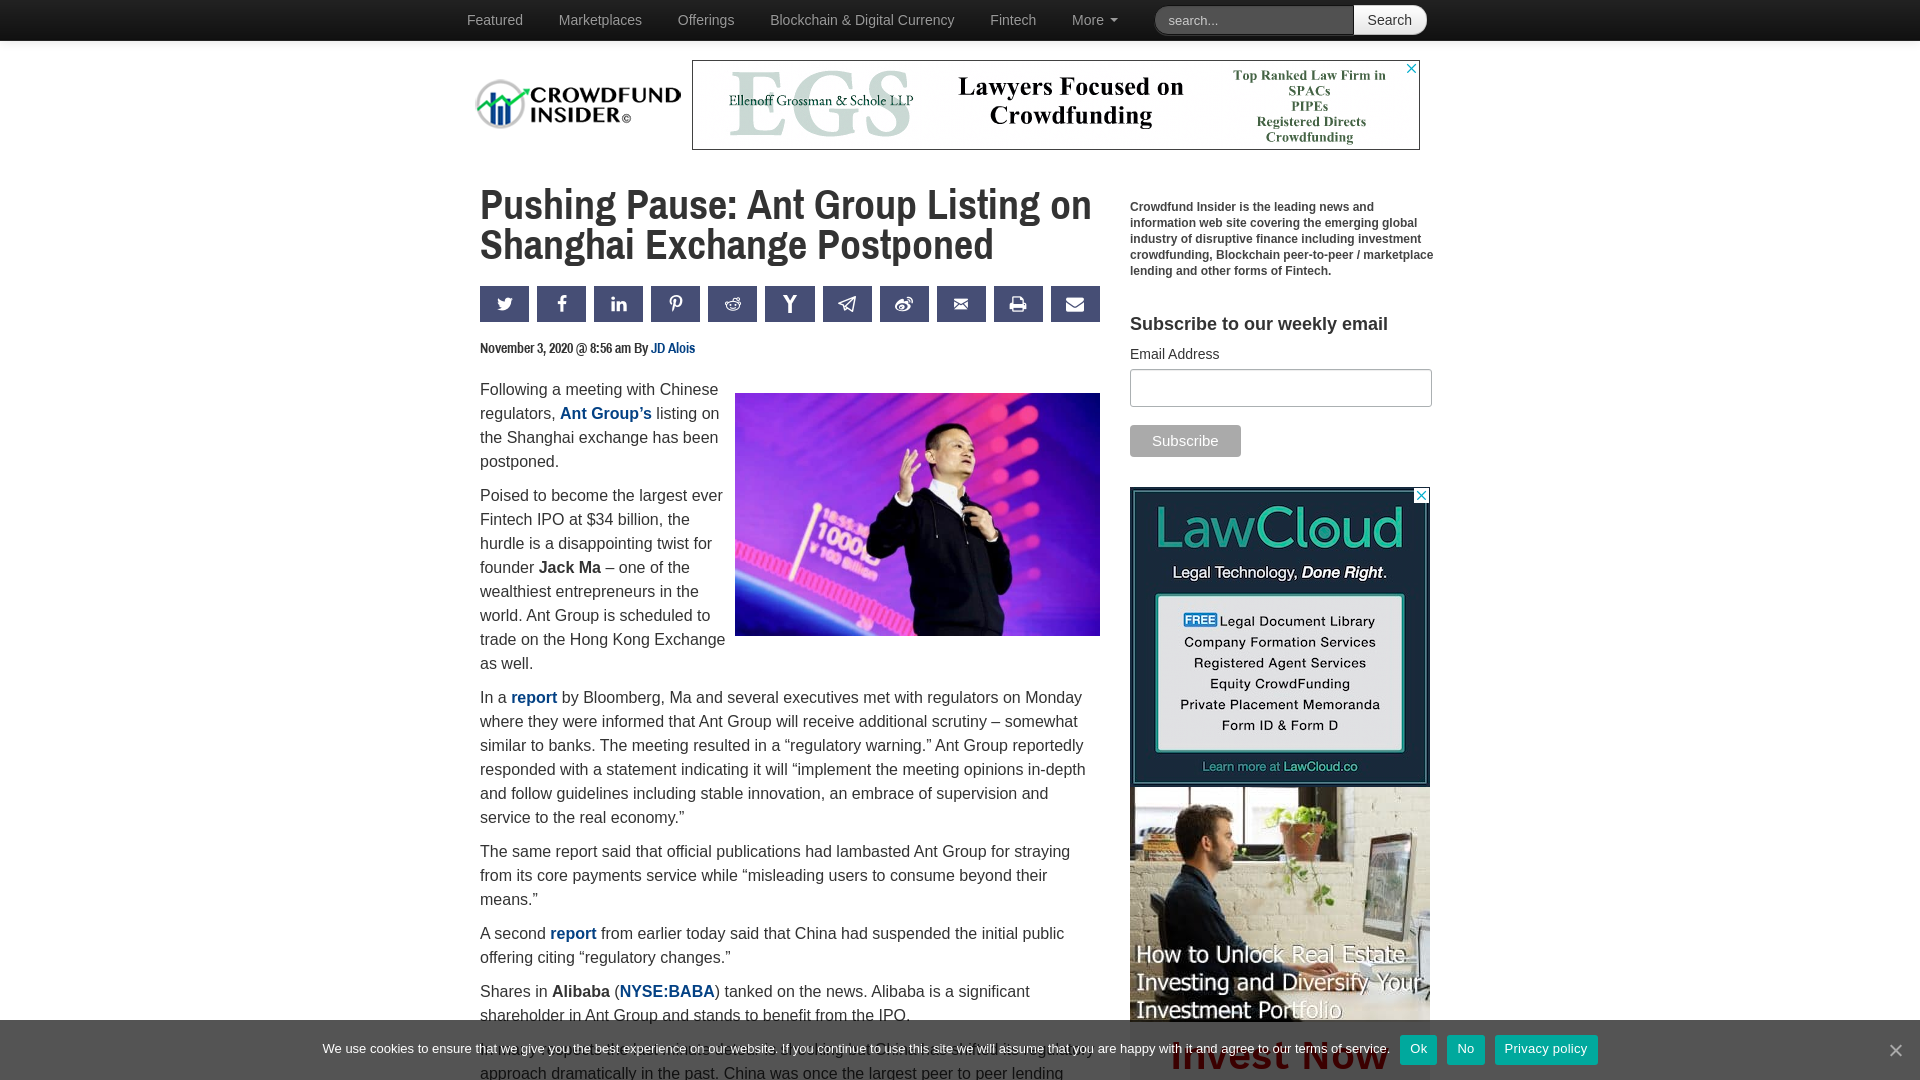 Featured Marketplaces Offerings Blockchain & Digital Currency Fintech More search... Search
CROWDFUND
INSIDER©
EGS
Ellenoff Grossman & Schole LLP
Lawyers Focused on
Crowdfunding
Top Ranked Law Firm in
SPACs
PIPEs
Registered Directs
Crowdfunding
Pushing Pause: Ant Group Listing on
Shanghai Exchange Postponed
November 3, 2020 @ 8:56 am By JD Alois
Following a meeting with Chinese
regulators, Ant Group’s listing on
the Shanghai exchange has been
postponed.
Poised to become the largest ever
Fintech IPO at $34 billion, the
hurdle is a disappointing twist for
founder Jack Ma – one of the
wealthiest entrepreneurs in the
world. Ant Group is scheduled to
trade on the Hong Kong Exchange
as well.
¥ 100 Billion
In a report by Bloomberg, Ma and several executives met with regulators on Monday
where they were informed that Ant Group will receive additional scrutiny – somewhat
similar to banks. The meeting resulted in a “regulatory warning.” Ant Group reportedly
responded with a statement indicating it will “implement the meeting opinions in-depth
and follow guidelines including stable innovation, an embrace of supervision and
service to the real economy.”
The same report said that official publications had lambasted Ant Group for straying
from its core payments service while “misleading users to consume beyond their
means.”
A second report from earlier today said that China had suspended the initial public
offering citing “regulatory changes.”
Shares in Alibaba (NYSE:BABA) tanked on the news. Alibaba is a significant
shareholder in Ant Group and stands to benefit from the IPO.
approach dramatically in the past. China was once the largest peer to peer lending
Crowdfund Insider is the leading news and
information web site covering the emerging global
industry of disruptive finance including investment
crowdfunding, Blockchain peer-to-peer / marketplace
lending and other forms of Fintech.
Subscribe to our weekly email
Email Address
Subscribe
LawCloud
Legal Technology, Done Right.
FREE Legal Document Library
Company Formation Services
Registered Agent Services
Equity CrowdFunding
Private Placement Memoranda
Form ID & Form D
Learn more at LawCloud.co
How to Unlock Real Estate
Investing and Diversify Your
Investment Portfolio
Invest Now
We use cookies to ensure that we give you the best experience on our website. If you continue to use this site we will assume that you are happy with it and agree to our terms of service. Ok No Privacy policy